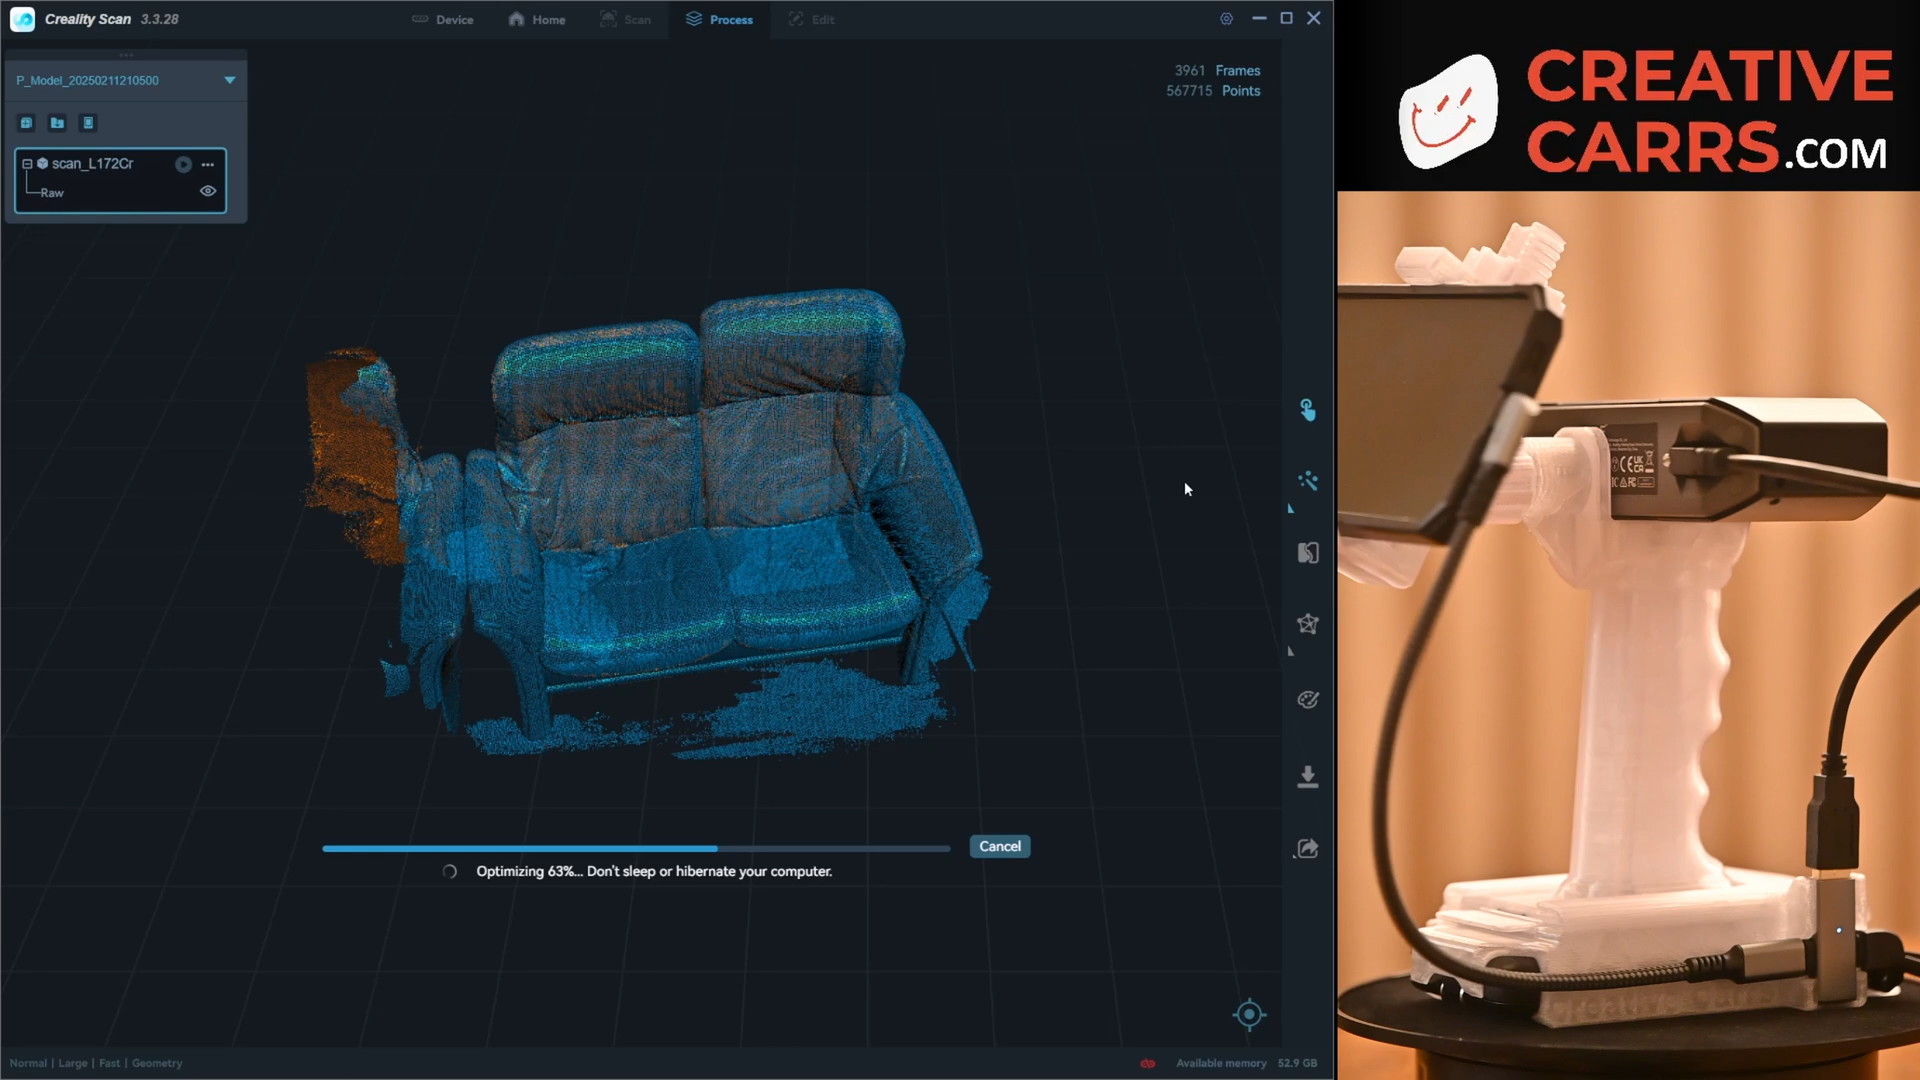 Creality Scan 3.3.28
Device
Home
Scan
Process
Edit
P_Model_20250211210500
scan_L172Cr
Raw
3961 Frames
567715 Points
Cancel
Optimizing 63%... Don't sleep or hibernate your computer.
Normal | Large | Fast | Geometry
Available memory 52.9 GB
CREATIVE
CARRS.COM